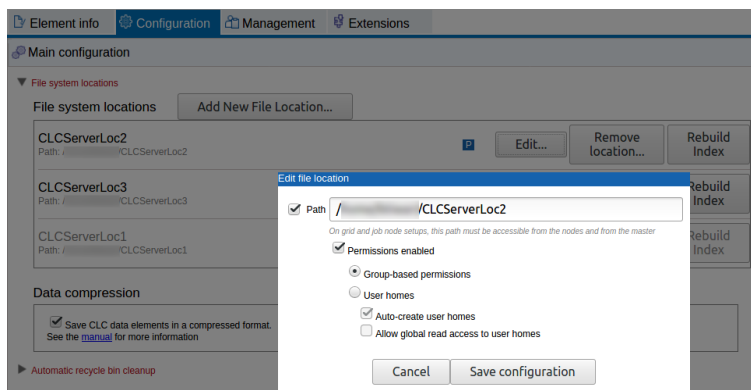 Element info
Configuration
Management
Extensions
Main configuration
File system locations
File system locations
Add New File Location...
CLCServerLoc2
Path: / /CLCServerLoc2
P
Edit...
Remove location...
Rebuild Index
CLCServerLoc3
Path: / /CLCServerLoc3
Rebuild Index
CLCServerLoc1
Path: / /CLCServerLoc1
Rebuild Index
Edit file location
Path
/ /CLCServerLoc2
On grid and job node setups, this path must be accessible from the nodes and from the master
Permissions enabled
Group-based permissions
User homes
Auto-create user homes
Allow global read access to user homes
Cancel
Save configuration
Data compression
Save CLC data elements in a compressed format.
See the manual for more information
Automatic recycle bin cleanup